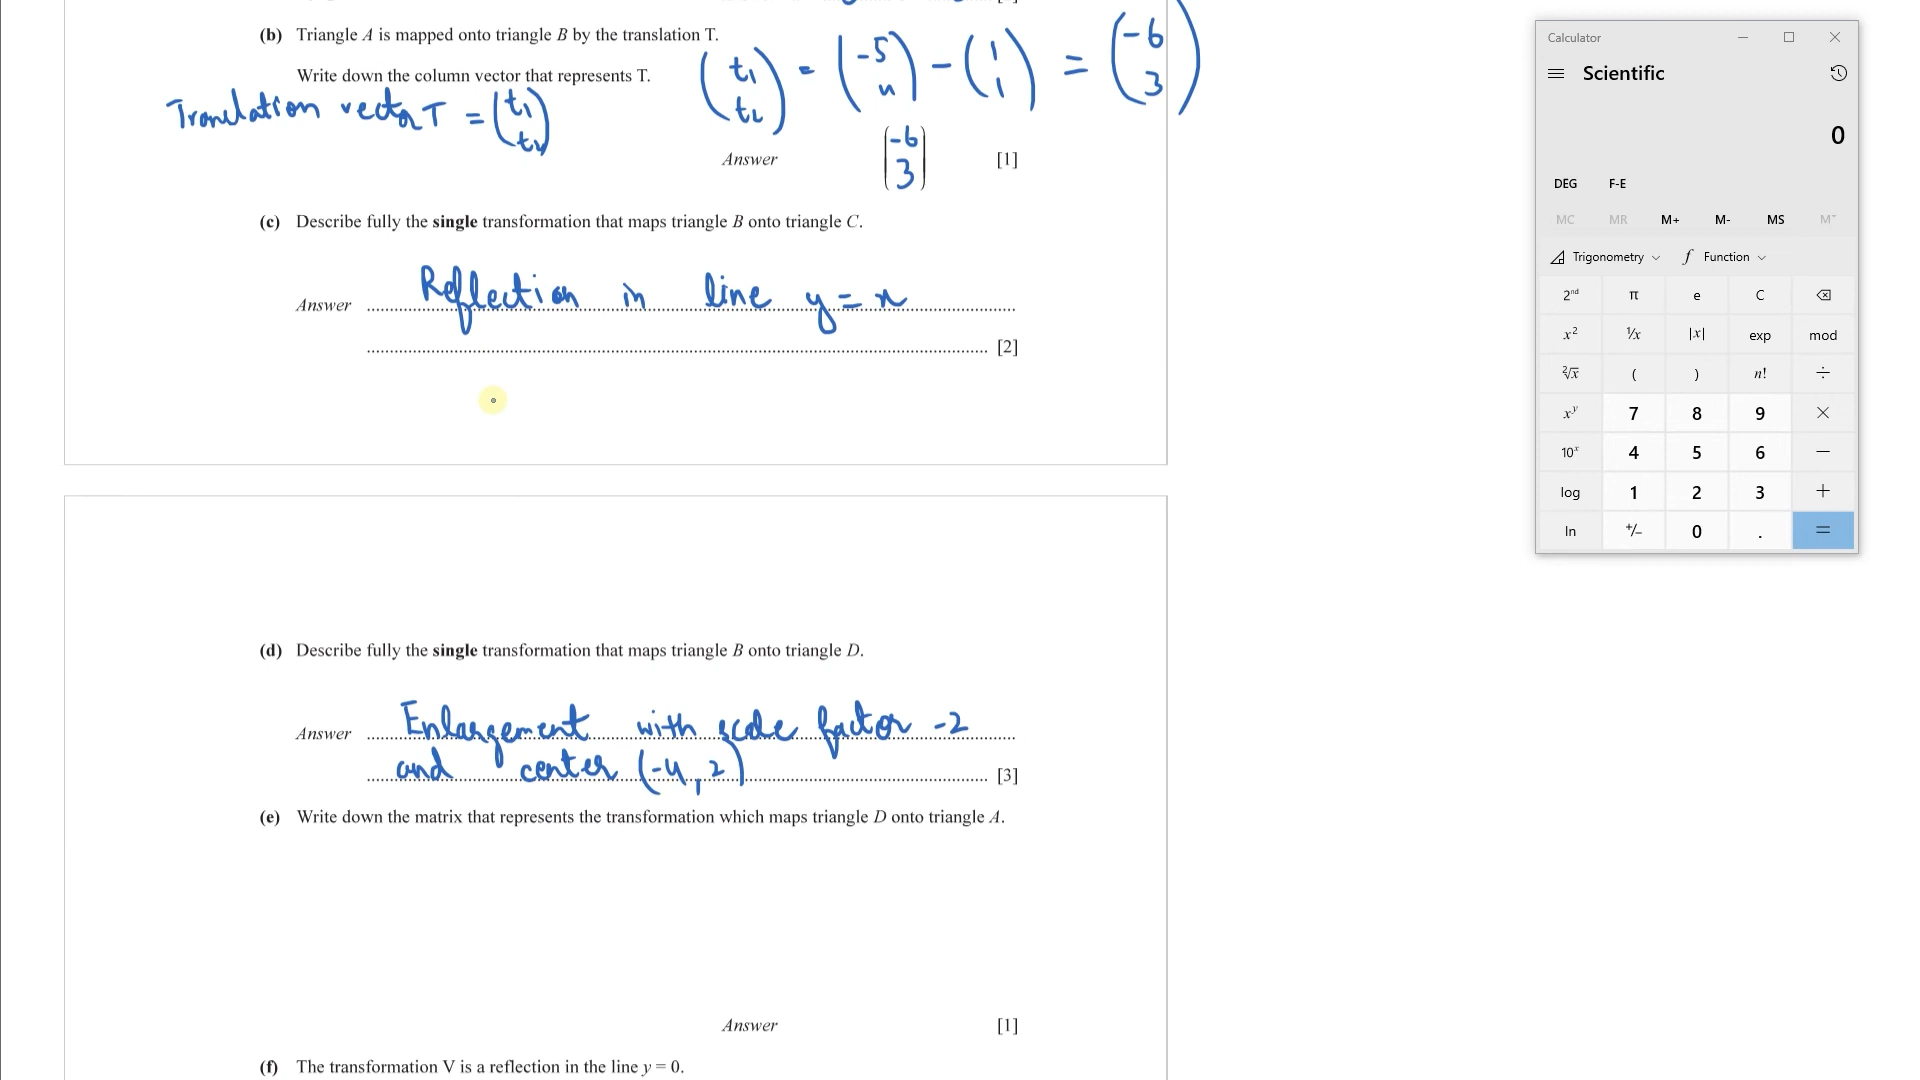 (b) Triangle A is mapped onto triangle B by the translation T.
Write down the column vector that represents T.
(t1 t2) = (-5 4) - (1 1) = (-6 3)
Translation vector T = (t1 t2)
Answer (-6 3) [1]
(c) Describe fully the single transformation that maps triangle B onto triangle C.
Answer Reflection in line y = x
[2]
(d) Describe fully the single transformation that maps triangle B onto triangle D.
Answer Enlargement with scale factor -2
and center (-4, 2) [3]
(e) Write down the matrix that represents the transformation which maps triangle D onto triangle A.
Answer [1]
(f) The transformation V is a reflection in the line y = 0.
Calculator
Scientific
0
DEG F-E
MC MR M+ M- MS M˅
Trigonometry f Function
2nd π e C
x² ¹/x |x| exp mod
²√x ( ) n! ÷
xʸ 7 8 9 ×
10ˣ 4 5 6 −
log 1 2 3 +
ln +/- 0 . =